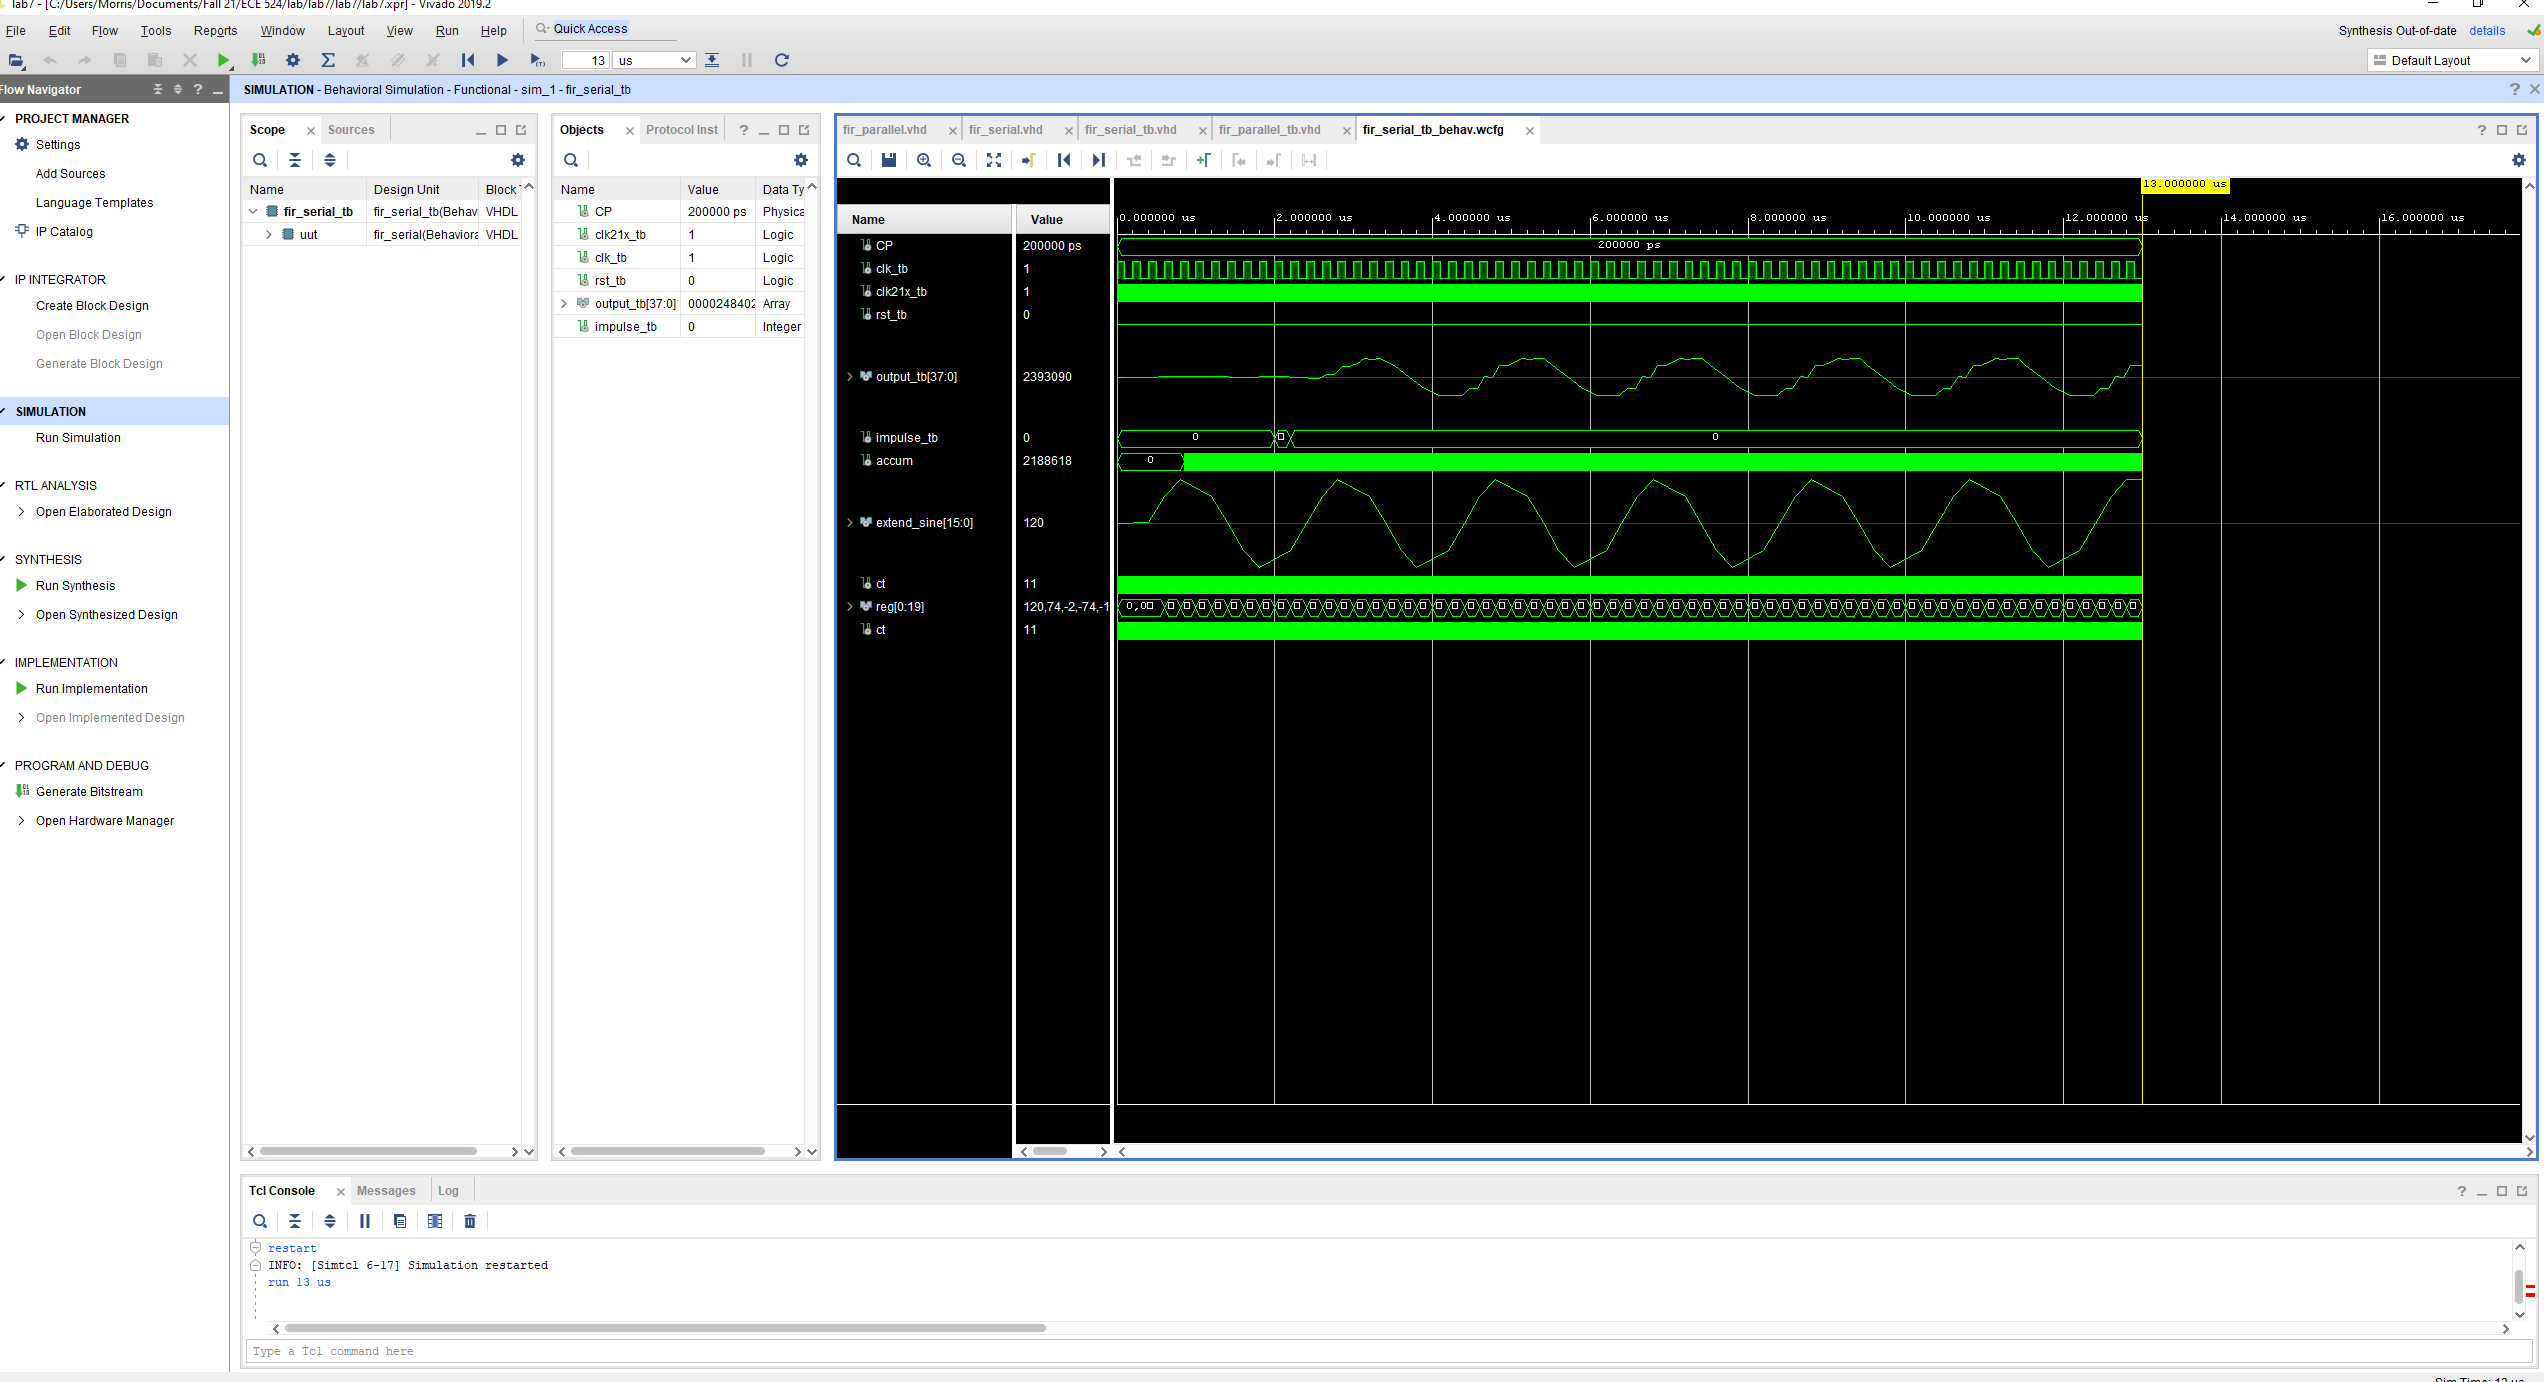 lab7 - [C:/Users/Morris/Documents/Fall 21/ECE 524/lab/lab7//lab7//lab7.xpr] - Vivado 2019.2
File Edit Flow Tools Reports Window Layout View Run Help Quick Access
Synthesis Out-of-date details
13 us
Default Layout
Flow Navigator
SIMULATION - Behavioral Simulation - Functional - sim_1 - fir_serial_tb
PROJECT MANAGER
Settings
Add Sources
Language Templates
IP Catalog
IP INTEGRATOR
Create Block Design
Open Block Design
Generate Block Design
SIMULATION
Run Simulation
RTL ANALYSIS
Open Elaborated Design
SYNTHESIS
Run Synthesis
Open Synthesized Design
IMPLEMENTATION
Run Implementation
Open Implemented Design
PROGRAM AND DEBUG
Generate Bitstream
Open Hardware Manager
Scope Sources
Name Design Unit Block
fir_serial_tb fir_serial_tb(Behav VHDL
uut fir_serial(Behaviora VHDL
Objects Protocol Inst
Name Value Data Ty
CP 200000 ps Physica
clk21x_tb 1 Logic
clk_tb 1 Logic
rst_tb 0 Logic
output_tb[37:0] 0000248402 Array
impulse_tb 0 Integer
fir_parallel.vhd fir_serial.vhd fir_serial_tb.vhd fir_parallel_tb.vhd fir_serial_tb_behav.wcfg
13.000000 us
Name Value
0.000000 us 2.000000 us 4.000000 us 6.000000 us 8.000000 us 10.000000 us 12.000000 us 14.000000 us 16.000000 us
CP 200000 ps 200000 ps
clk_tb 1
clk21x_tb 1
rst_tb 0
output_tb[37:0] 2393090
impulse_tb 0 0 0
accum 2188618 0
extend_sine[15:0] 120
ct 11
reg[0:19] 120,74,-2,-74,-1 0,0
ct 11
Tcl Console Messages Log
restart
INFO: [Simtcl 6-17] Simulation restarted
run 13 us
Type a Tcl command here